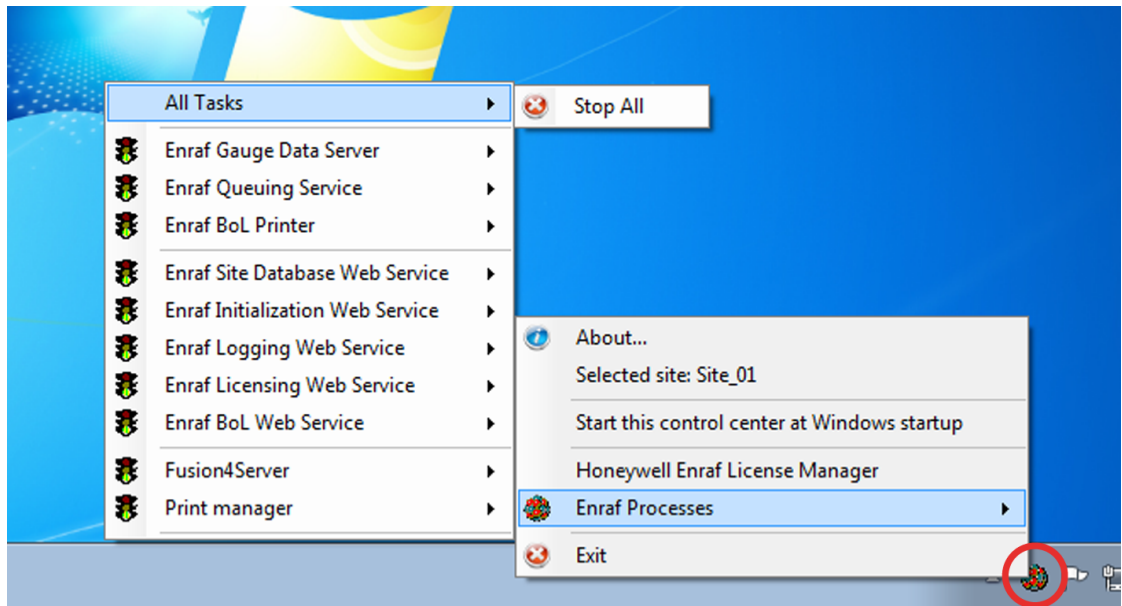 All Tasks
Stop All
Enraf Gauge Data Server
Enraf Queuing Service
Enraf BoL Printer
Enraf Site Database Web Service
Enraf Initialization Web Service
Enraf Logging Web Service
Enraf Licensing Web Service
Enraf BoL Web Service
Fusion4Server
Print manager
About...
Selected site: Site_01
Start this control center at Windows startup
Honeywell Enraf License Manager
Enraf Processes
Exit